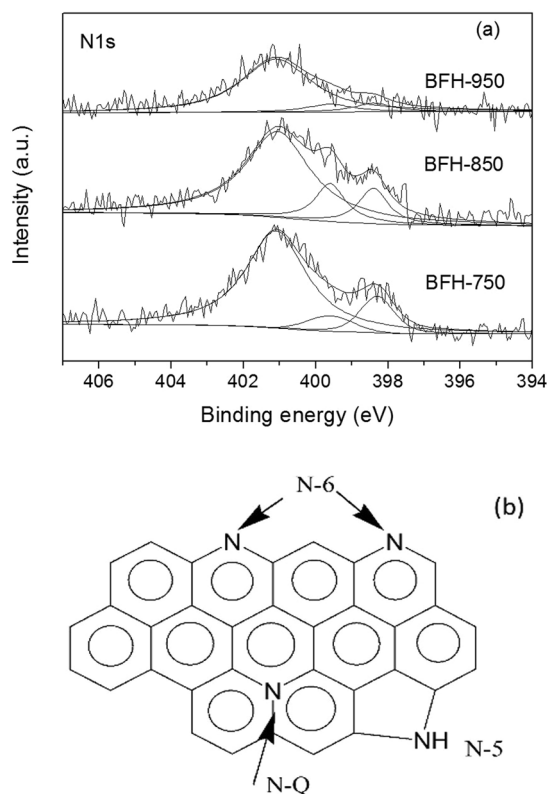 N1s
(a)
BFH-950
BFH-850
BFH-750
Intensity (a.u.)
406 404 402 400 398 396 394
Binding energy (eV)
N-6
(b)
N N
N
NH N-5
N-Q